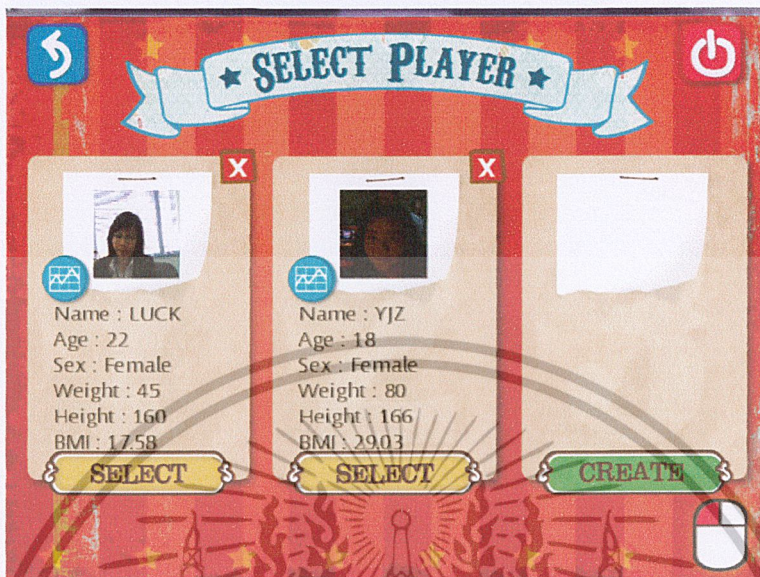 SELECT PLAYER
X
X
Name : LUCK
Age : 22
Sex : Female
Weight : 45
Height : 160
BMI : 17.58
SELECT
Name : YJZ
Age : 18
Sex : Female
Weight : 80
Height : 166
BMI : 29.03
SELECT
CREATE